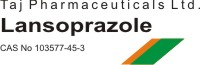 Taj Pharmaceuticals Ltd.
Lansoprazole
CAS No 103577-45-3